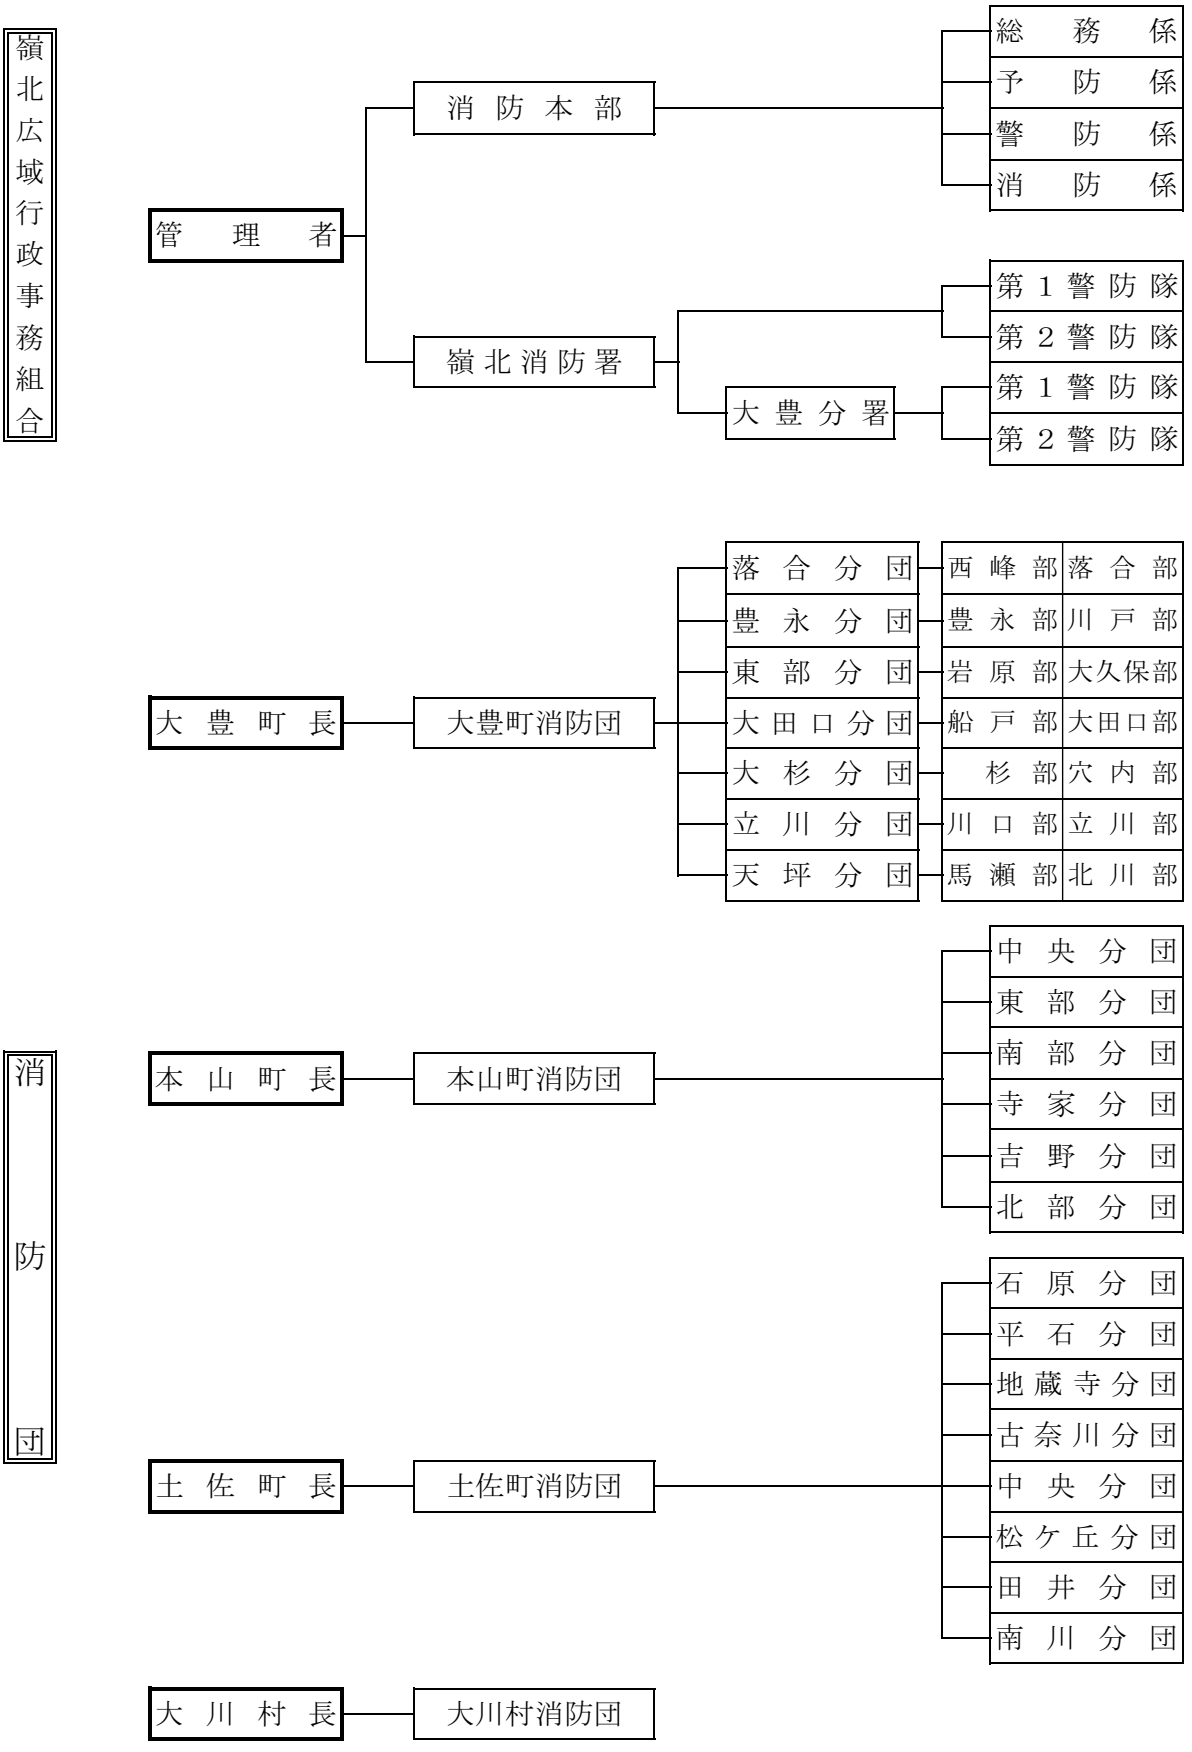 嶺北広域行政事務組合
管理者
消防本部
総務係
予防係
警防係
消防係
嶺北消防署
第１警防隊
第２警防隊
大豊分署
第１警防隊
第２警防隊
消防団
大豊町長
大豊町消防団
落合分団 西峰部 落合部
豊永分団 豊永部 川戸部
東部分団 岩原部 大久保部
大田口分団 船戸部 大田口部
大杉分団 杉部 穴内部
立川分団 川口部 立川部
天坪分団 馬瀬部 北川部
本山町長
本山町消防団
中央分団
東部分団
南部分団
寺家分団
吉野分団
北部分団
土佐町長
土佐町消防団
石原分団
平石分団
地蔵寺分団
古奈川分団
中央分団
松ケ丘分団
田井分団
南川分団
大川村長
大川村消防団